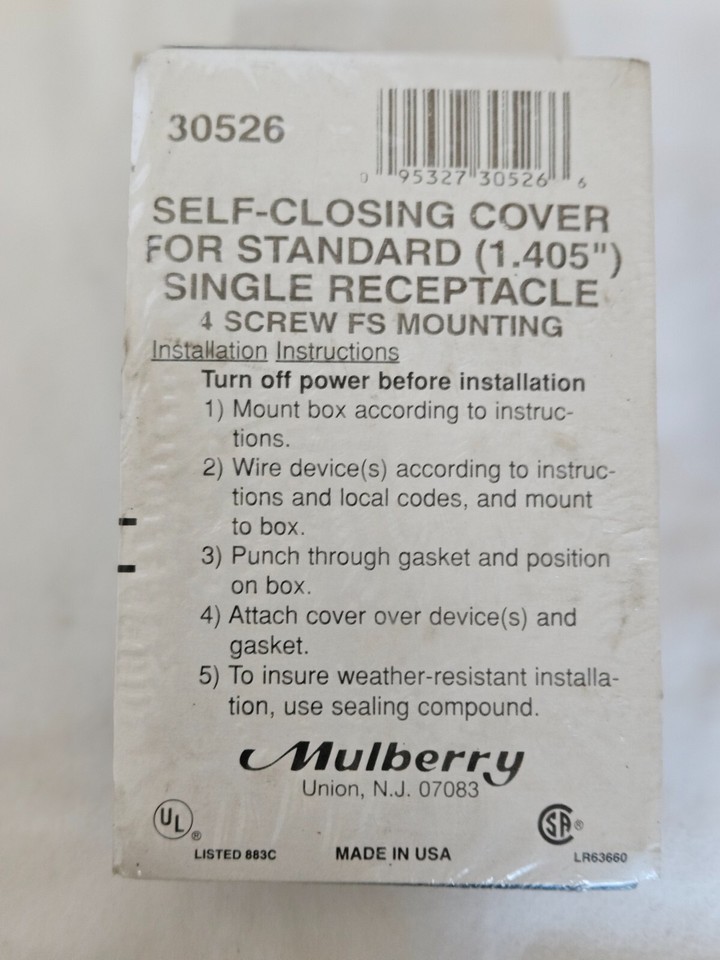 30526
0 95327 30526 6
SELF-CLOSING COVER
FOR STANDARD (1.405")
SINGLE RECEPTACLE
4 SCREW FS MOUNTING
Installation Instructions
Turn off power before installation
1) Mount box according to instruc-
tions.
2) Wire device(s) according to instruc-
tions and local codes, and mount
to box.
3) Punch through gasket and position
on box.
4) Attach cover over device(s) and
gasket.
5) To insure weather-resistant installa-
tion, use sealing compound.
Mulberry
Union, N.J. 07083
UL ®
LISTED 883C
MADE IN USA
SA ®
LR63660